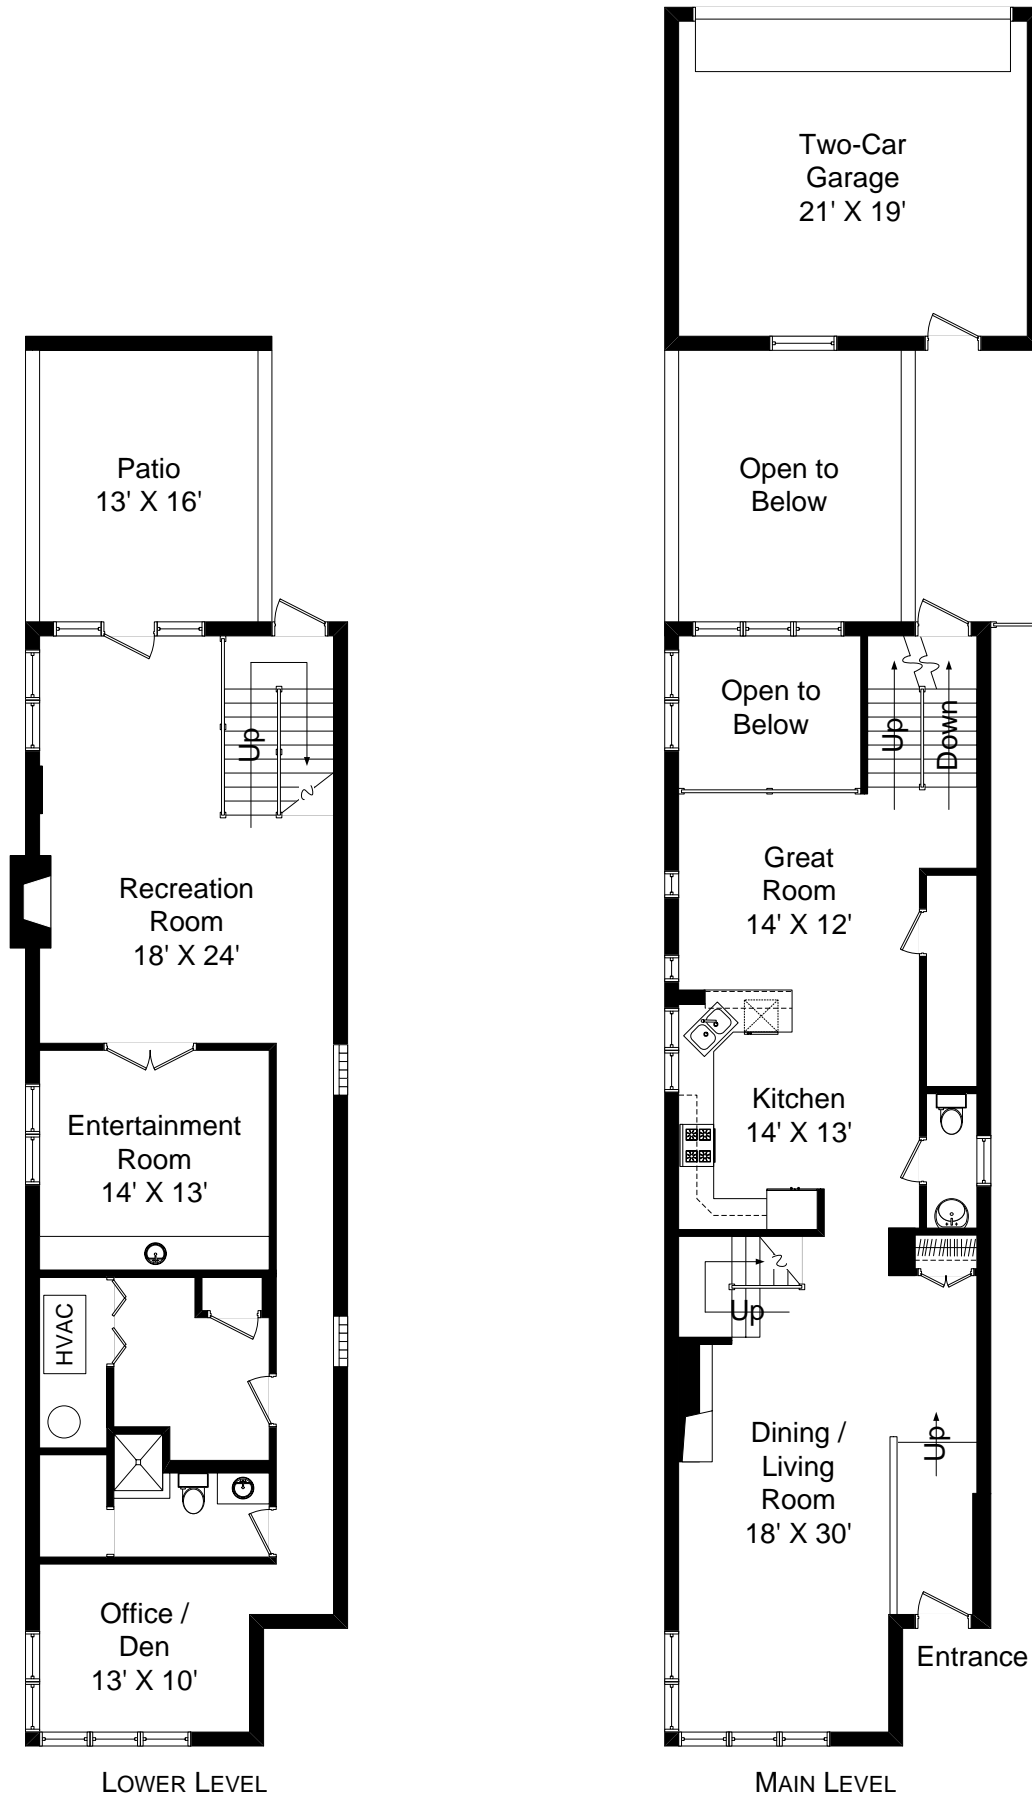 Patio
13' X 16'
Up
Recreation
Room
18' X 24'
Entertainment
Room
14' X 13'
HVAC
Office /
Den
13' X 10'
LOWER LEVEL
Two-Car
Garage
21' X 19'
Open to
Below
Open to
Below
Up
Down
Great
Room
14' X 12'
Kitchen
14' X 13'
Up
Dining /
Living
Room
18' X 30'
Up
Entrance
MAIN LEVEL